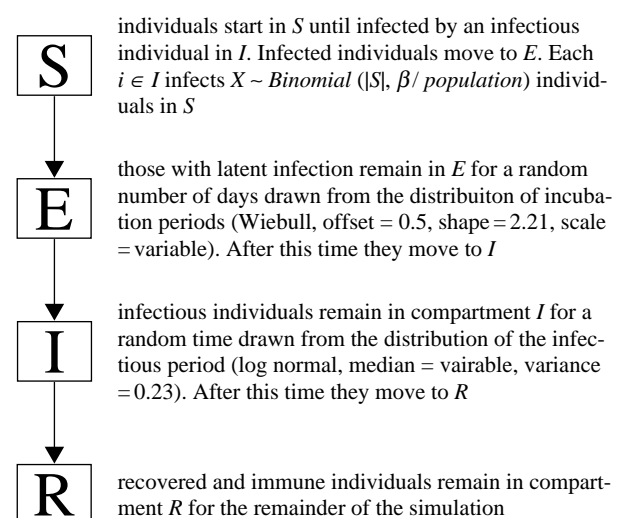 S
individuals start in S until infected by an infectious
individual in I. Infected individuals move to E. Each
i ∈ I infects X ~ Binomial (|S|, β/ population) individ-
uals in S
E
those with latent infection remain in E for a random
number of days drawn from the distribuiton of incuba-
tion periods (Wiebull, offset = 0.5, shape = 2.21, scale
= variable). After this time they move to I
I
infectious individuals remain in compartment I for a
random time drawn from the distribution of the infec-
tious period (log normal, median = vairable, variance
= 0.23). After this time they move to R
R
recovered and immune individuals remain in compart-
ment R for the remainder of the simulation